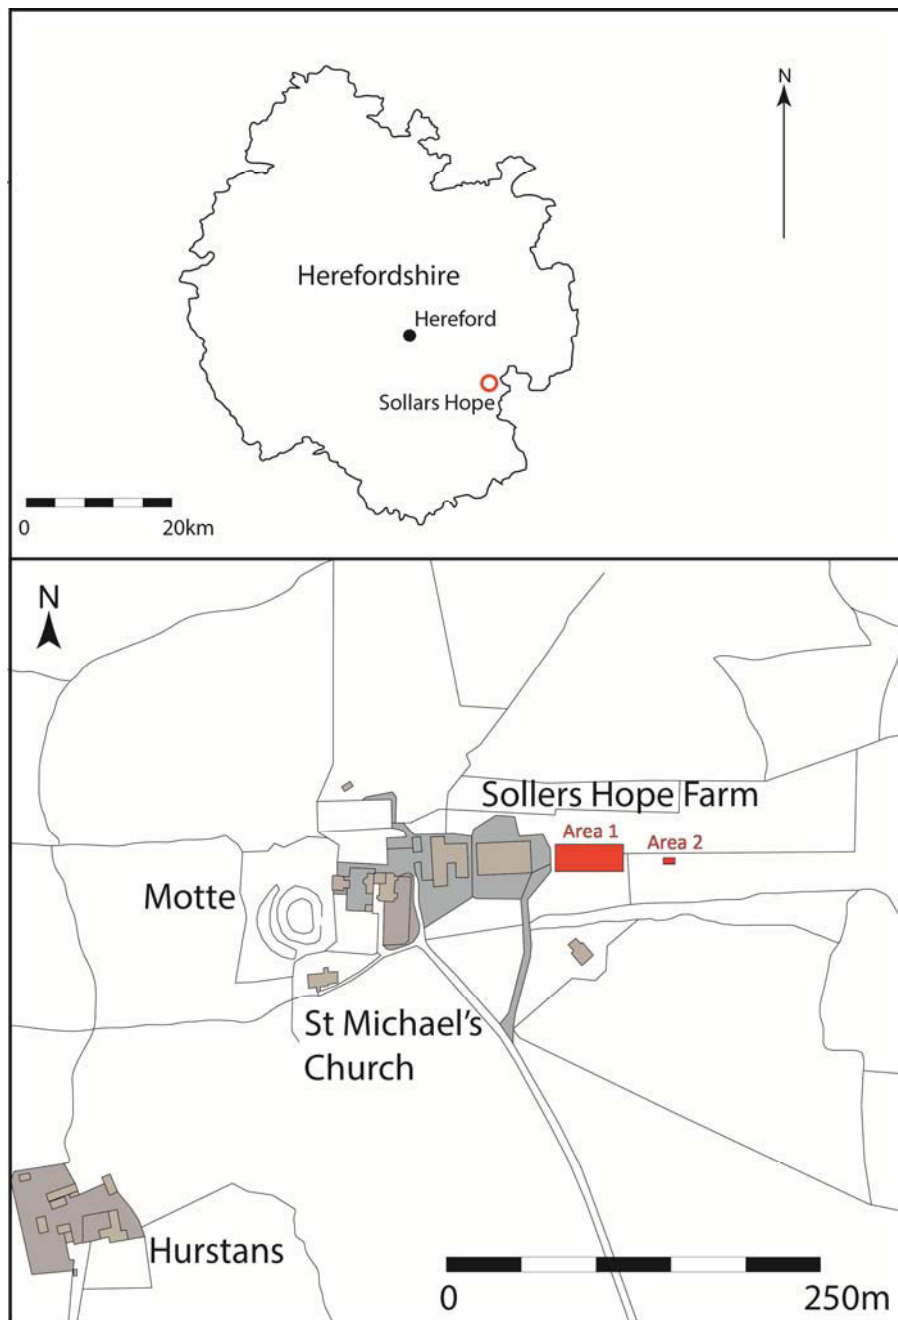 N
Herefordshire
Hereford
Sollars Hope
0 20km
N
Sollers Hope Farm
Area 1
Area 2
Motte
St Michael's
Church
Hurstans
0 250m